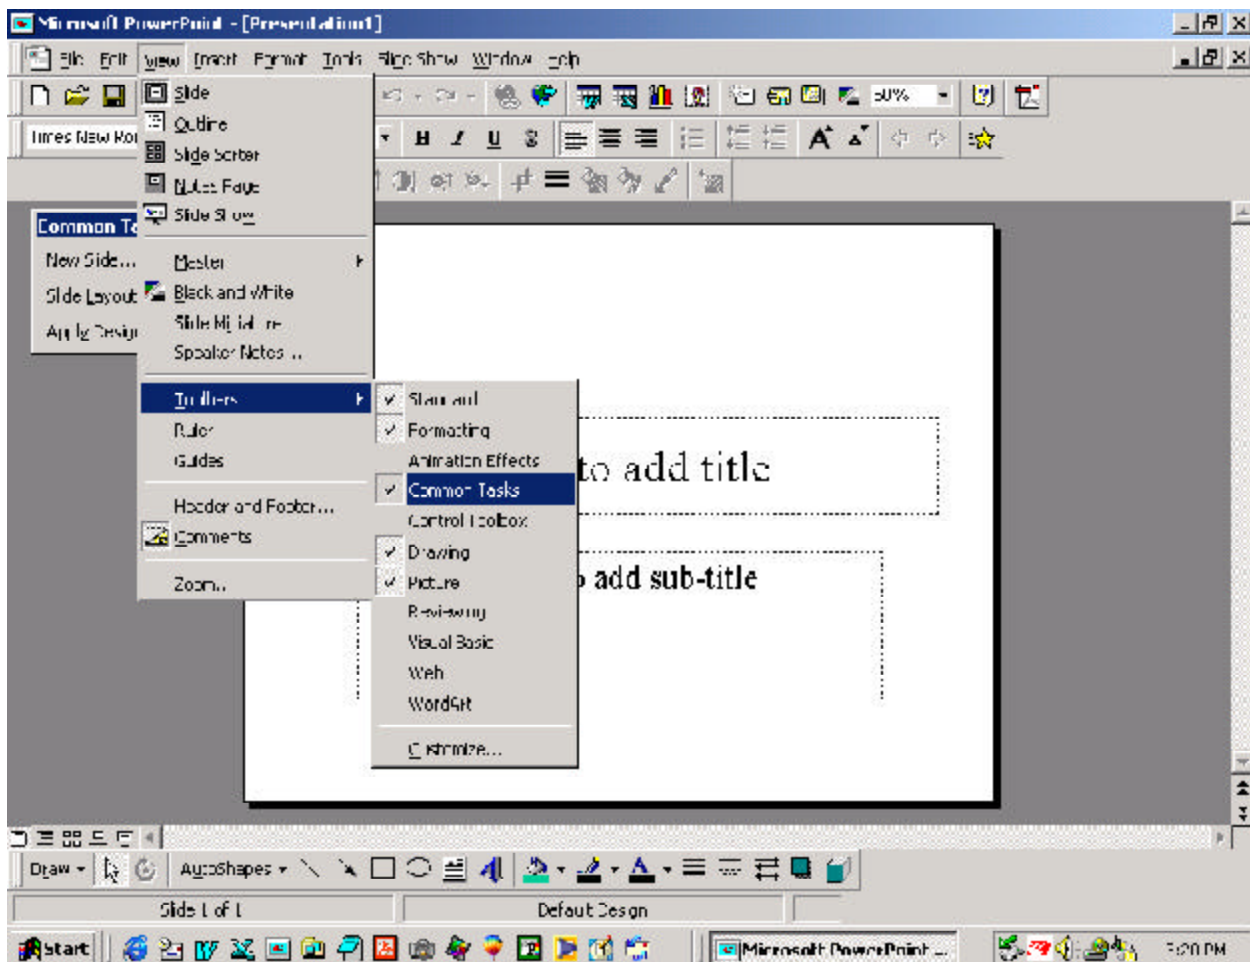 Microsoft PowerPoint - [Presentation1]
File Edit View Insert Format Tools Slide Show Window Help
50%
Times New Ro
Slide
Outline
Slide Sorter
Notes Page
Slide Show
Master
Black and White
Slide Miniature
Speaker Notes...
Toolbars
Ruler
Guides
Header and Footer...
Comments
Zoom...
Common Ta
New Slide...
Slide Layout
Apply Design
Standard
Formatting
Animation Effects
Common Tasks
Control Toolbox
Drawing
Picture
Reviewing
Visual Basic
Web
WordArt
Customize...
to add title
add sub-title
Draw AutoShapes
Slide 1 of 1 Default Design
Start Microsoft PowerPoint ... :20 PM